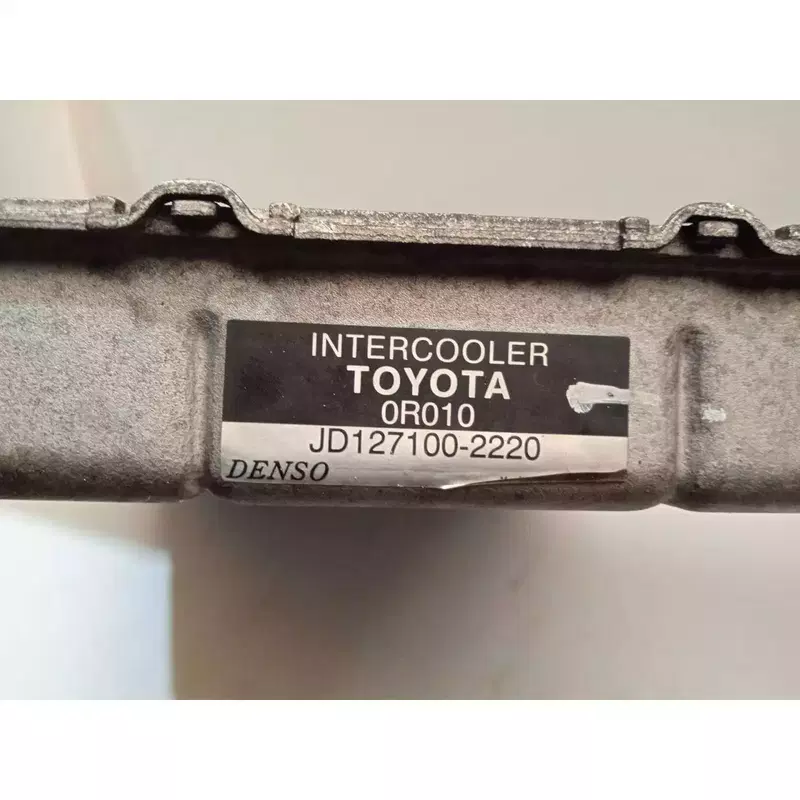 INTERCOOLER
TOYOTA
0R010
JD127100-2220
DENSO